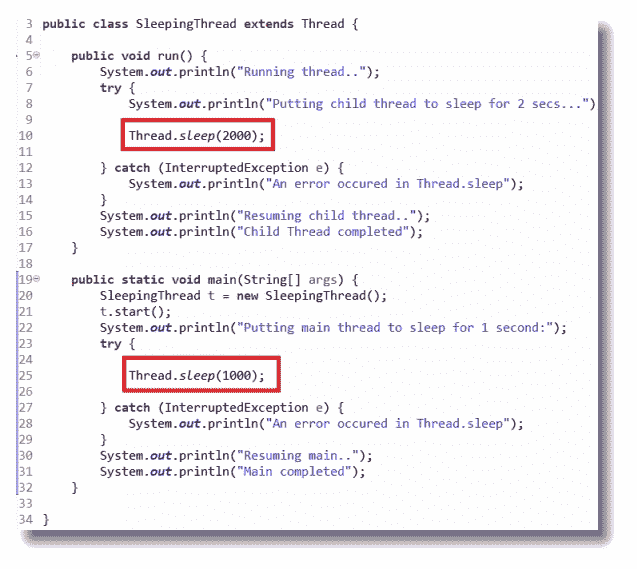 3 public class SleepingThread extends Thread {
4
5 public void run() {
6 System.out.println("Running thread..");
7 try {
8 System.out.println("Putting child thread to sleep for 2 secs...")
9
10 Thread.sleep(2000);
11
12 } catch (InterruptedException e) {
13 System.out.println("An error occured in Thread.sleep");
14 }
15 System.out.println("Resuming child thread..");
16 System.out.println("Child Thread completed");
17 }
18
19 public static void main(String[] args) {
20 SleepingThread t = new SleepingThread();
21 t.start();
22 System.out.println("Putting main thread to sleep for 1 second:");
23 try {
24
25 Thread.sleep(1000);
26
27 } catch (InterruptedException e) {
28 System.out.println("An error occured in Thread.sleep");
29 }
30 System.out.println("Resuming main..");
31 System.out.println("Main completed");
32 }
33
34 }